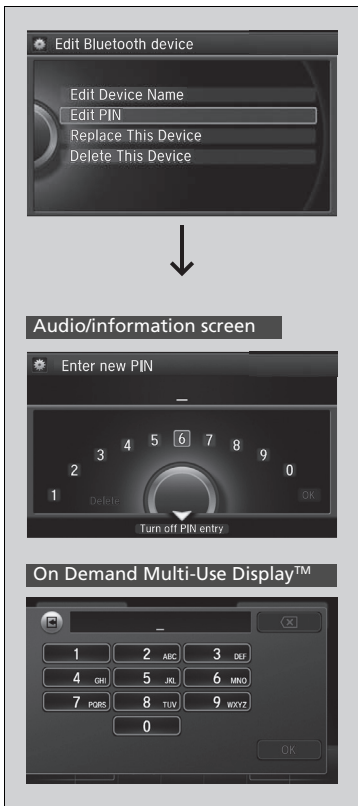 Edit Bluetooth device
Edit Device Name
Edit PIN
Replace This Device
Delete This Device
Audio/information screen
Enter new PIN
_
1 2 3 4 5 6 7 8 9 0
Delete
OK
Turn off PIN entry
On Demand Multi-Use Display™
_
1 2 ABC 3 DEF
4 GHI 5 JKL 6 MNO
7 PQRS 8 TUV 9 WXYZ
0
OK